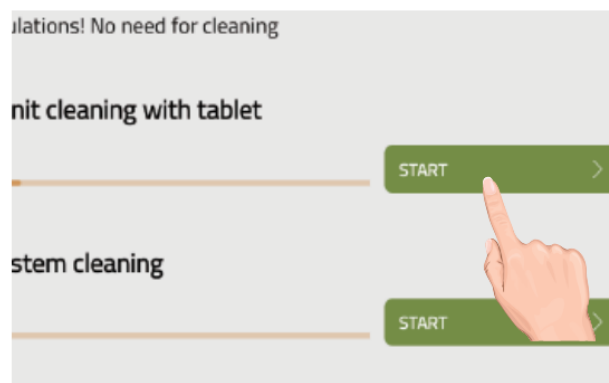 ulations! No need for cleaning
nit cleaning with tablet
START
stem cleaning
START